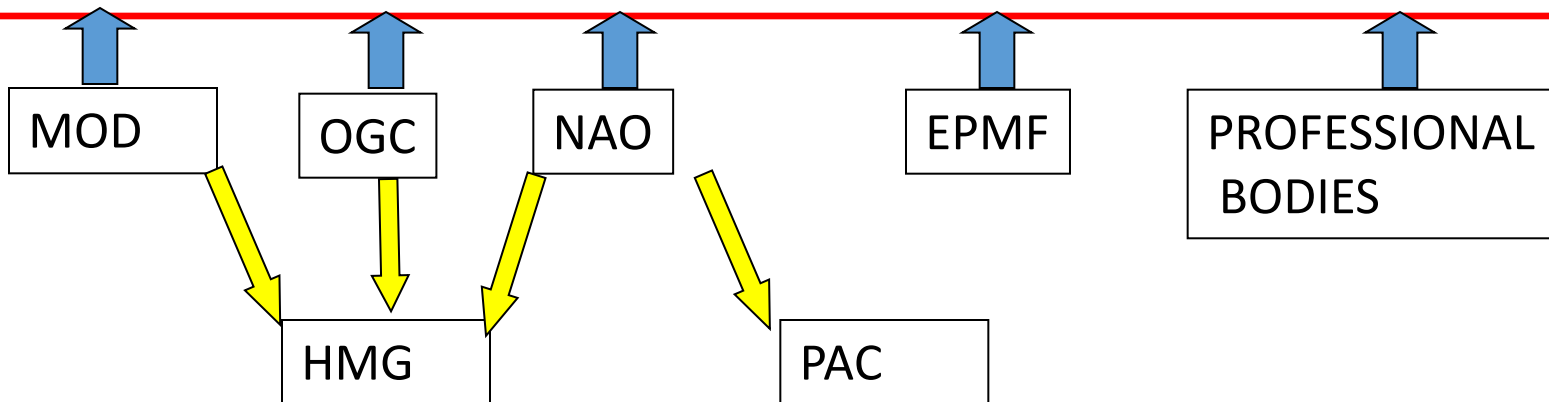 MOD
OGC
NAO
EPMF
PROFESSIONAL
BODIES
HMG
PAC